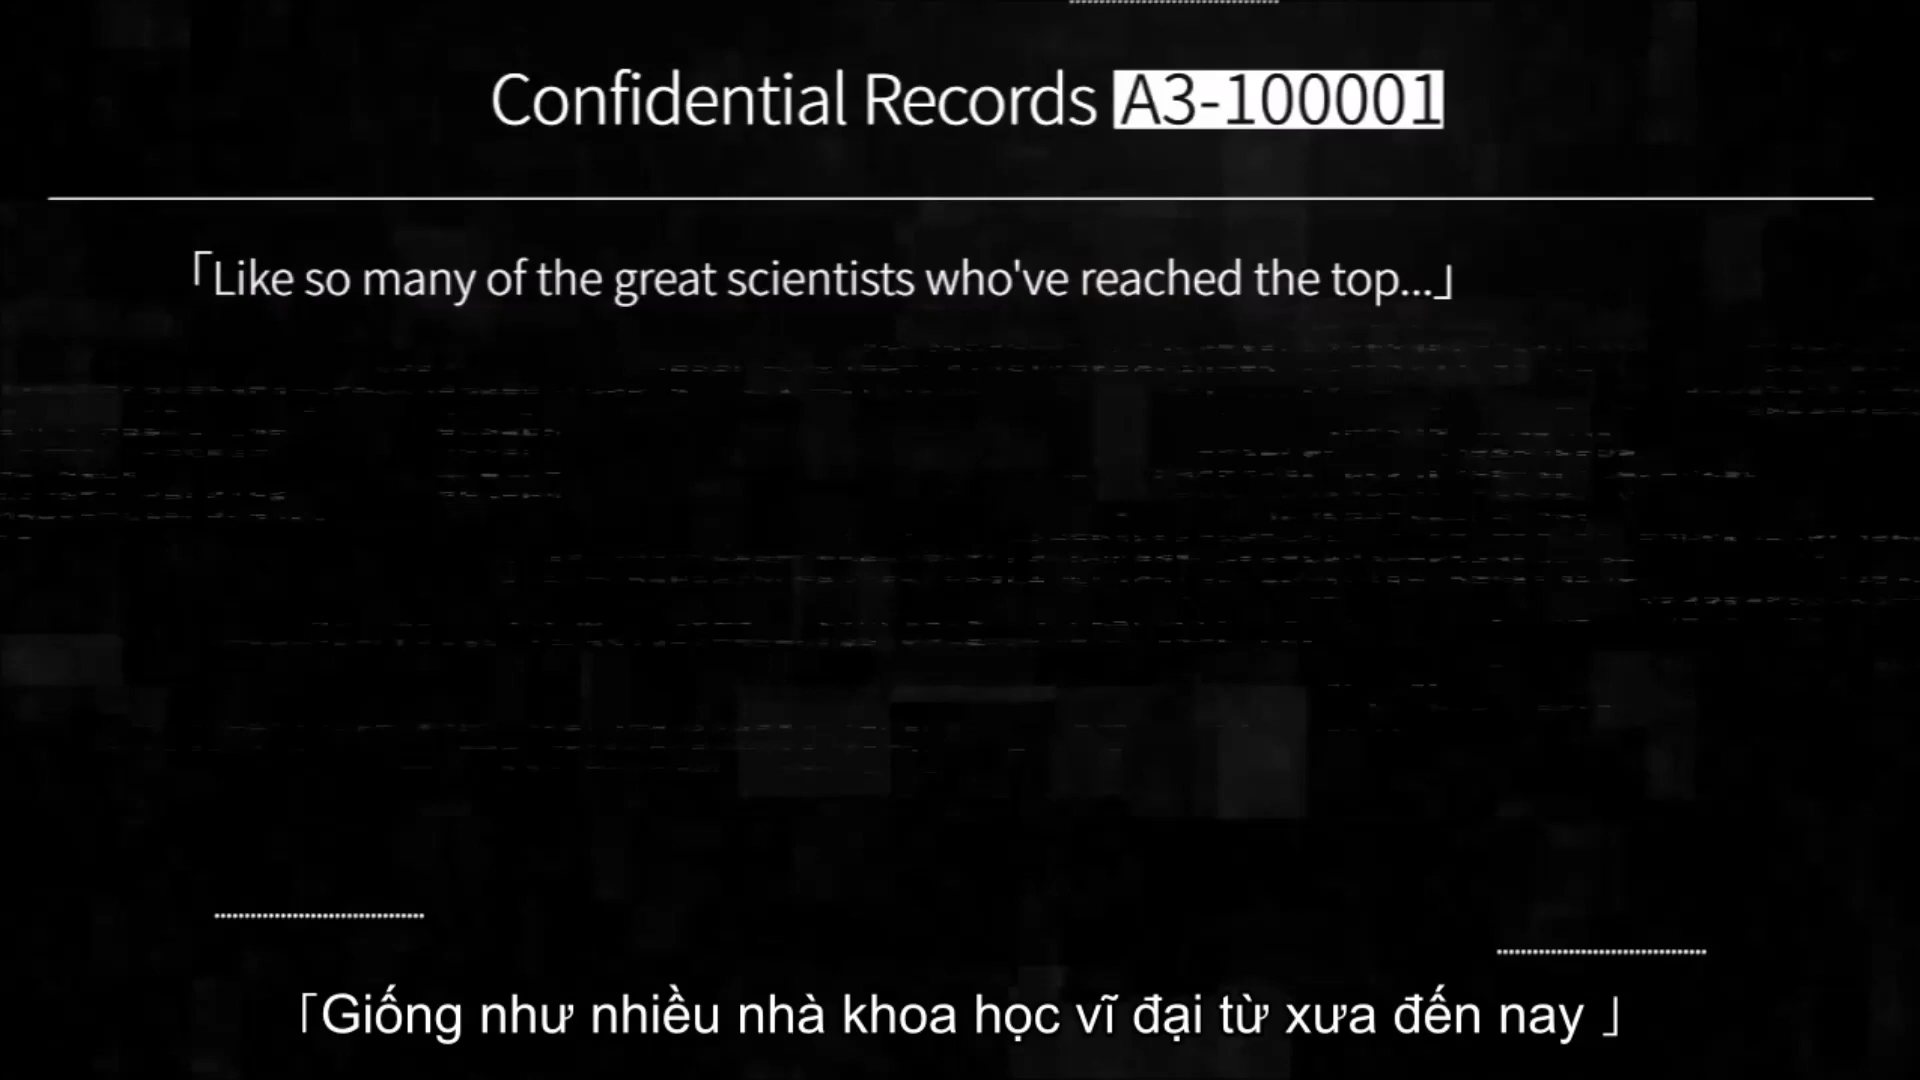 Confidential Records A3-100001
「Like so many of the great scientists who've reached the top...」
「Giống như nhiều nhà khoa học vĩ đại từ xưa đến nay 」